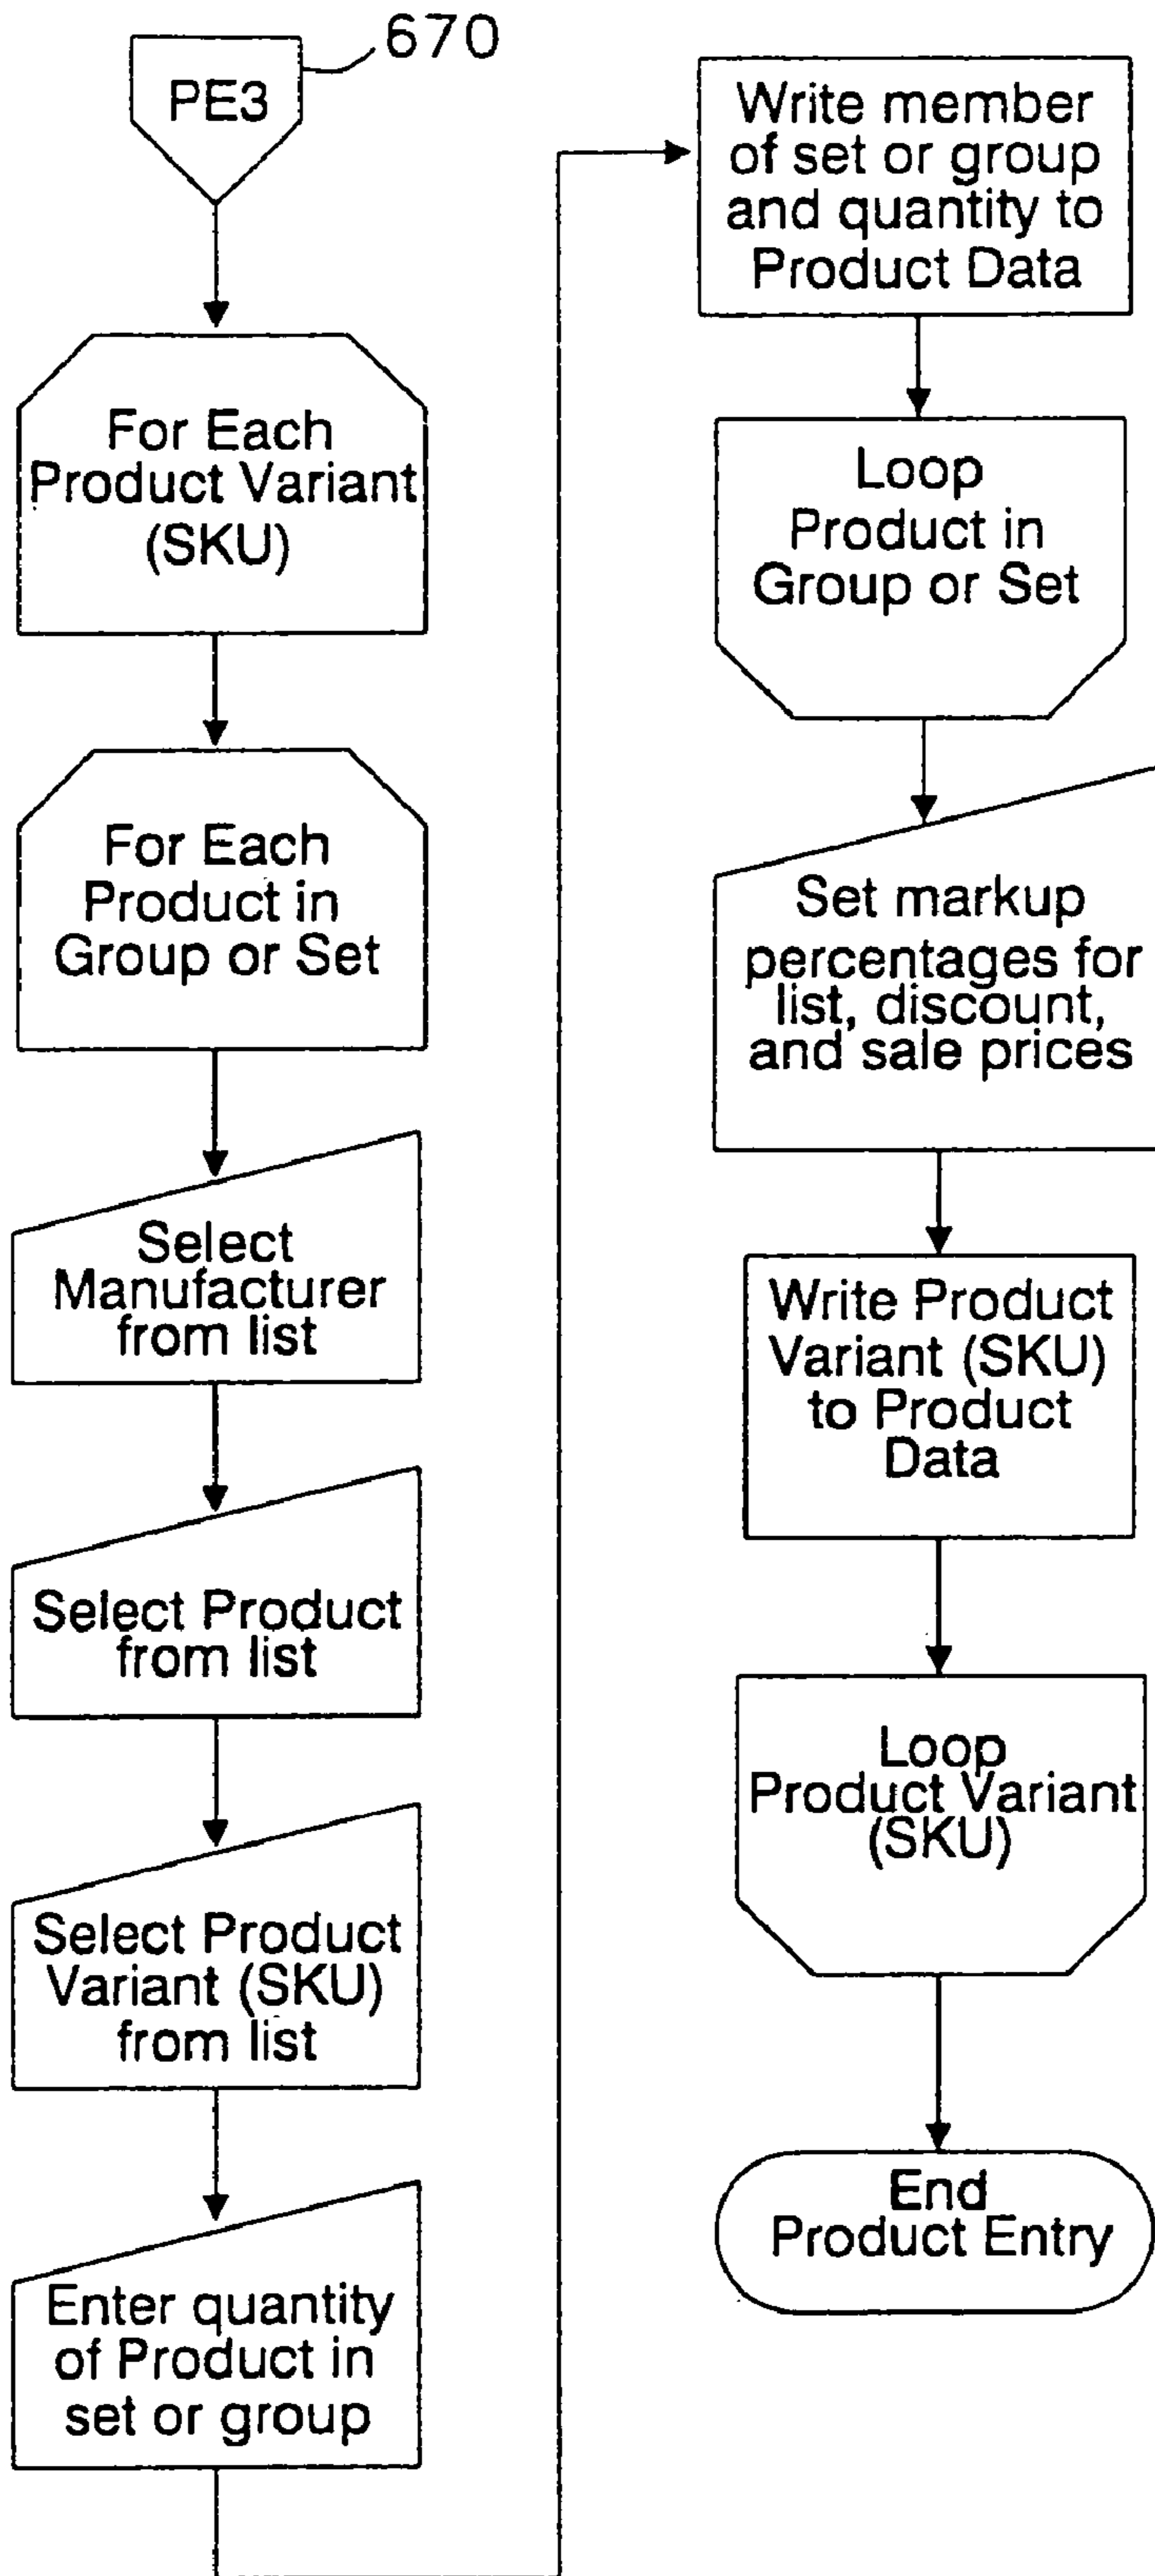 670
PE3
For Each
Product Variant
(SKU)
For Each
Product in
Group or Set
Select
Manufacturer
from list
Select Product
from list
Select Product
Variant (SKU)
from list
Enter quantity
of Product in
set or group
Write member
of set or group
and quantity to
Product Data
Loop
Product in
Group or Set
Set markup
percentages for
list, discount,
and sale prices
Write Product
Variant (SKU)
to Product
Data
Loop
Product Variant
(SKU)
End
Product Entry